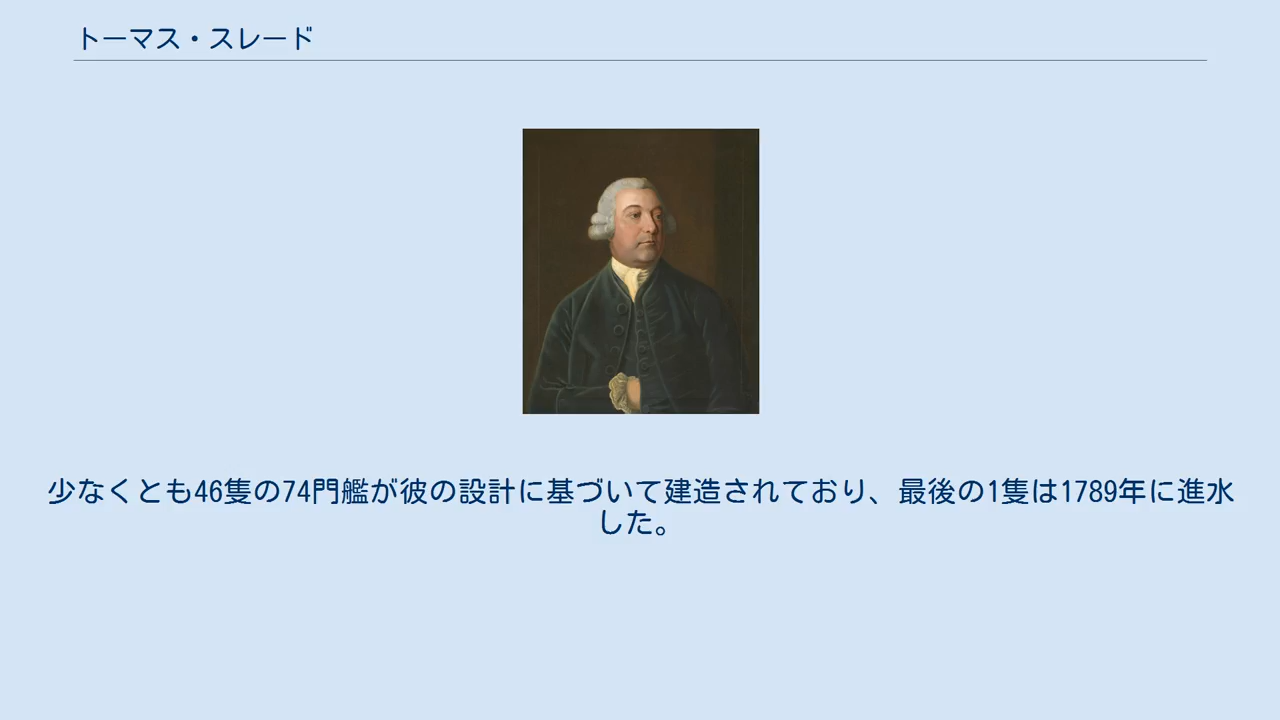 トーマス・スレード
少なくとも46隻の74門艦が彼の設計に基づいて建造されており、最後の1隻は1789年に進水
した。